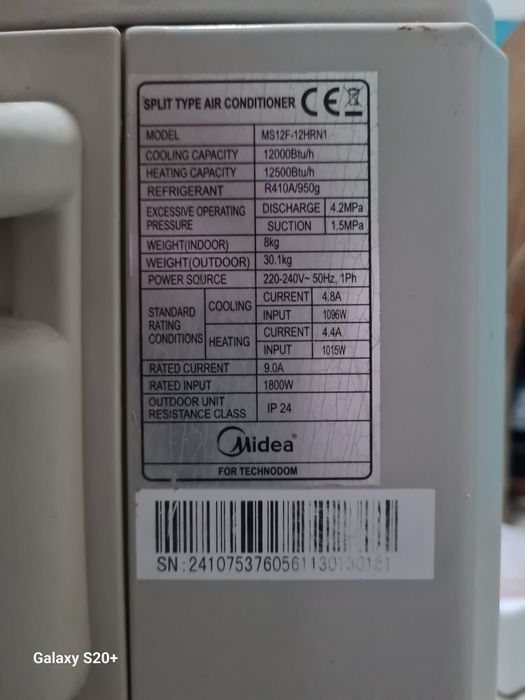 SPLIT TYPE AIR CONDITIONER CE
MODEL MS12F-12HRN1
COOLING CAPACITY 12000Btu/h
HEATING CAPACITY 12500Btu/h
REFRIGERANT R410A/950g
EXCESSIVE OPERATING PRESSURE DISCHARGE 4.2MPa
SUCTION 1.5MPa
WEIGHT(INDOOR) 8kg
WEIGHT(OUTDOOR) 30.1kg
POWER SOURCE 220-240V~ 50Hz, 1Ph
STANDARD RATING CONDITIONS COOLING CURRENT 4.8A
INPUT 1096W
HEATING CURRENT 4.4A
INPUT 1015W
RATED CURRENT 9.0A
RATED INPUT 1800W
OUTDOOR UNIT RESISTANCE CLASS IP 24
Midea
FOR TECHNODOM
SN:2410753760561130130121
Galaxy S20+